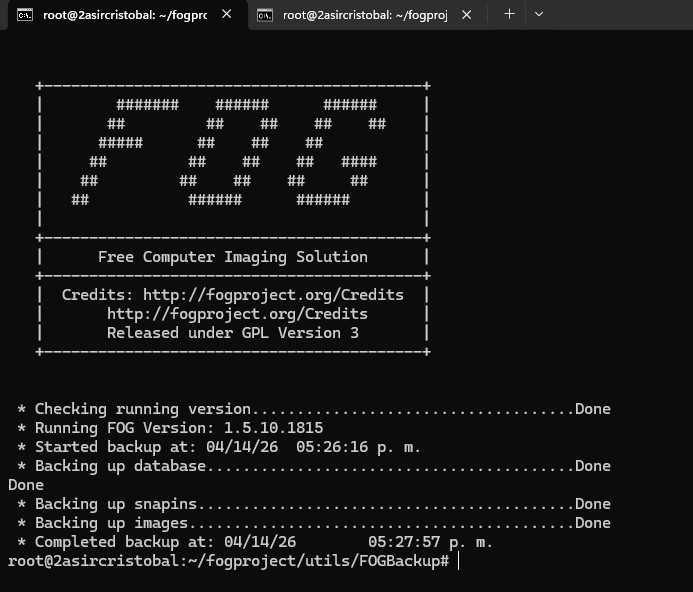 root@2asircristobal: ~/fogprc
root@2asircristobal: ~/fogproj
+------------------------------------------+
|        #######    ######      ######     |
|       ##         ##    ##    ##    ##    |
|      #####      ##    ##    ##           |
|     ##         ##    ##    ##   ####     |
|    ##         ##    ##    ##     ##      |
|   ##           ######      ######        |
|                                          |
+------------------------------------------+
|      Free Computer Imaging Solution      |
+------------------------------------------+
|  Credits: http://fogproject.org/Credits  |
|       http://fogproject.org/Credits      |
|       Released under GPL Version 3       |
+------------------------------------------+
* Checking running version....................................Done
* Running FOG Version: 1.5.10.1815
* Started backup at: 04/14/26  05:26:16 p. m.
* Backing up database.........................................Done
Done
* Backing up snapins..........................................Done
* Backing up images...........................................Done
* Completed backup at: 04/14/26        05:27:57 p. m.
root@2asircristobal:~/fogproject/utils/FOGBackup#